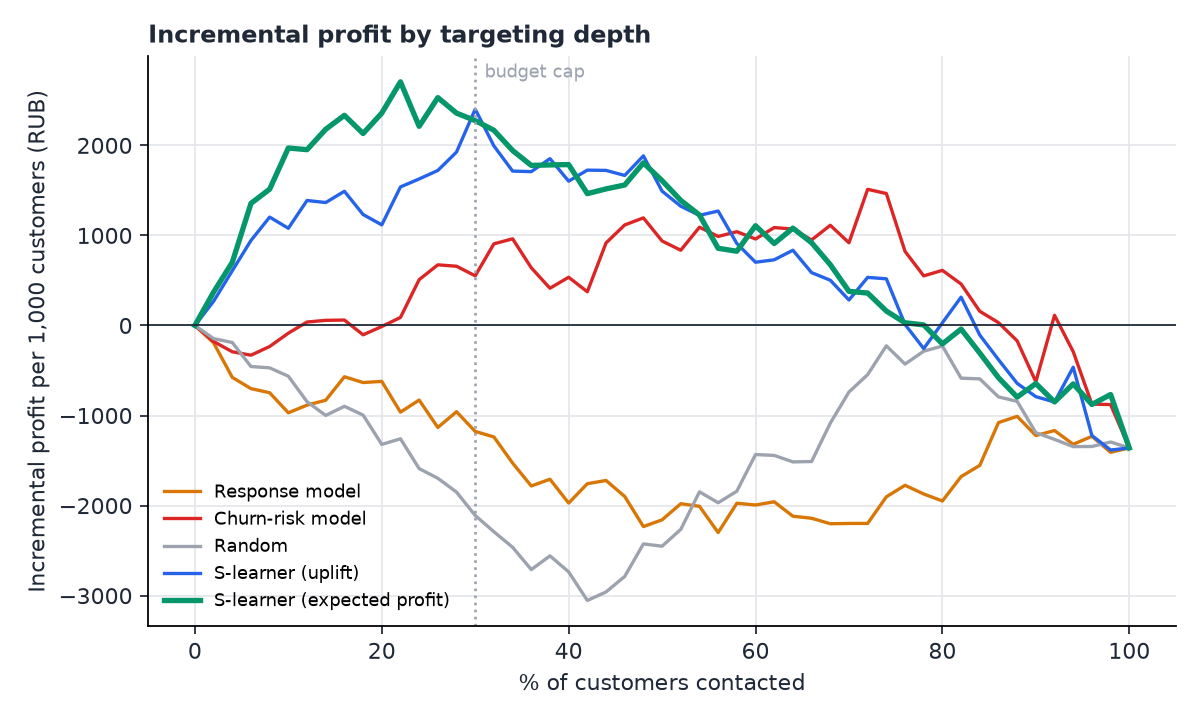 Incremental profit by targeting depth
budget cap
Incremental profit per 1,000 customers (RUB)
2000
1000
0
−1000
−2000
−3000
Response model
Churn-risk model
Random
S-learner (uplift)
S-learner (expected profit)
0 20 40 60 80 100
% of customers contacted